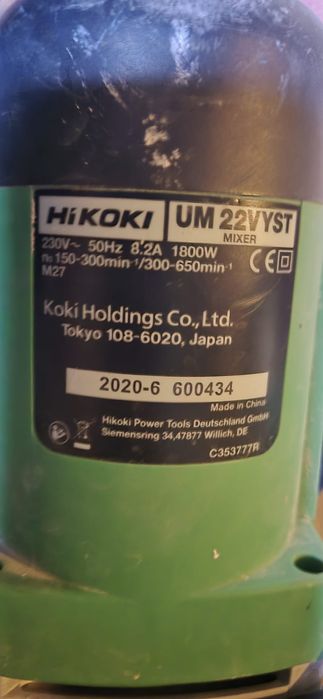 HiKOKI
UM 22VYST
MIXER
230V~ 50Hz 8.2A 1800W
n₀ 150-300min⁻¹/300-650min⁻¹
M27
CE
Koki Holdings Co., Ltd.
Tokyo 108-6020, Japan
2020-6 600434
Made in China
Hikoki Power Tools Deutschland GmbH
Siemensring 34,47877 Willich, DE
C353777R